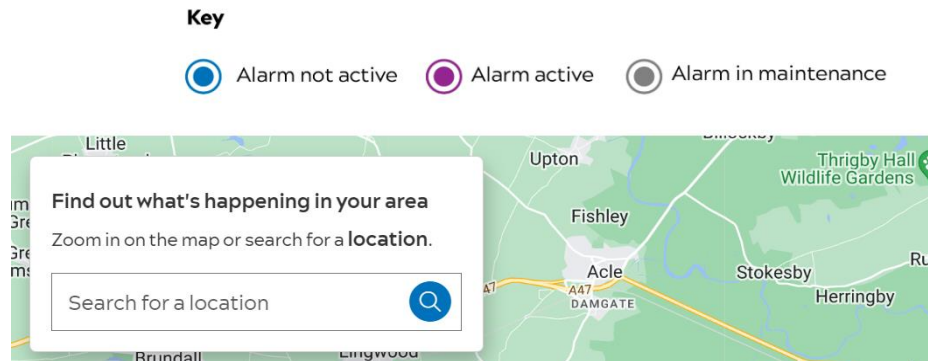 Key
Alarm not active
Alarm active
Alarm in maintenance
Little
Upton
Thrigby Hall
Wildlife Gardens
Find out what's happening in your area
Zoom in on the map or search for a location.
Fishley
Search for a location
Acle
A47
DAMGATE
Stokesby
Herringby
Brundall
Lingwood